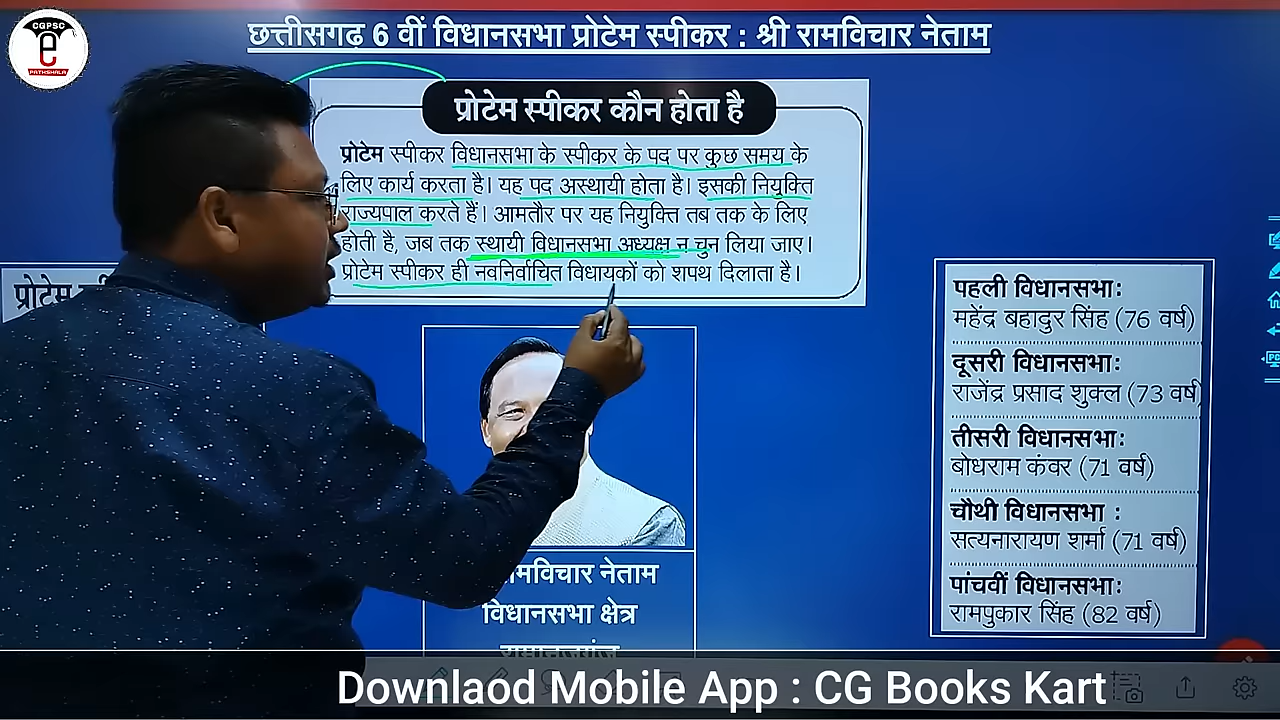 CGPSC
e
PATHSHALA
छत्तीसगढ़ 6 वीं विधानसभा प्रोटेम स्पीकर : श्री रामविचार नेताम
प्रोटेम स्पीकर कौन होता है
प्रोटेम स्पीकर विधानसभा के स्पीकर के पद पर कुछ समय के
लिए कार्य करता है। यह पद अस्थायी होता है। इसकी नियुक्ति
राज्यपाल करते हैं। आमतौर पर यह नियुक्ति तब तक के लिए
होती है, जब तक स्थायी विधानसभा अध्यक्ष न चुन लिया जाए।
प्रोटेम स्पीकर ही नवनिर्वाचित विधायकों को शपथ दिलाता है।
प्रोटेम
पहली विधानसभा:
महेंद्र बहादुर सिंह (76 वर्ष)
दूसरी विधानसभा:
राजेंद्र प्रसाद शुक्ल (73 वर्ष)
तीसरी विधानसभा:
बोधराम कंवर (71 वर्ष)
चौथी विधानसभा :
सत्यनारायण शर्मा (71 वर्ष)
पांचवीं विधानसभा:
रामपुकार सिंह (82 वर्ष)
नेताम
विधानसभा क्षेत्र
Downlaod Mobile App : CG Books Kart